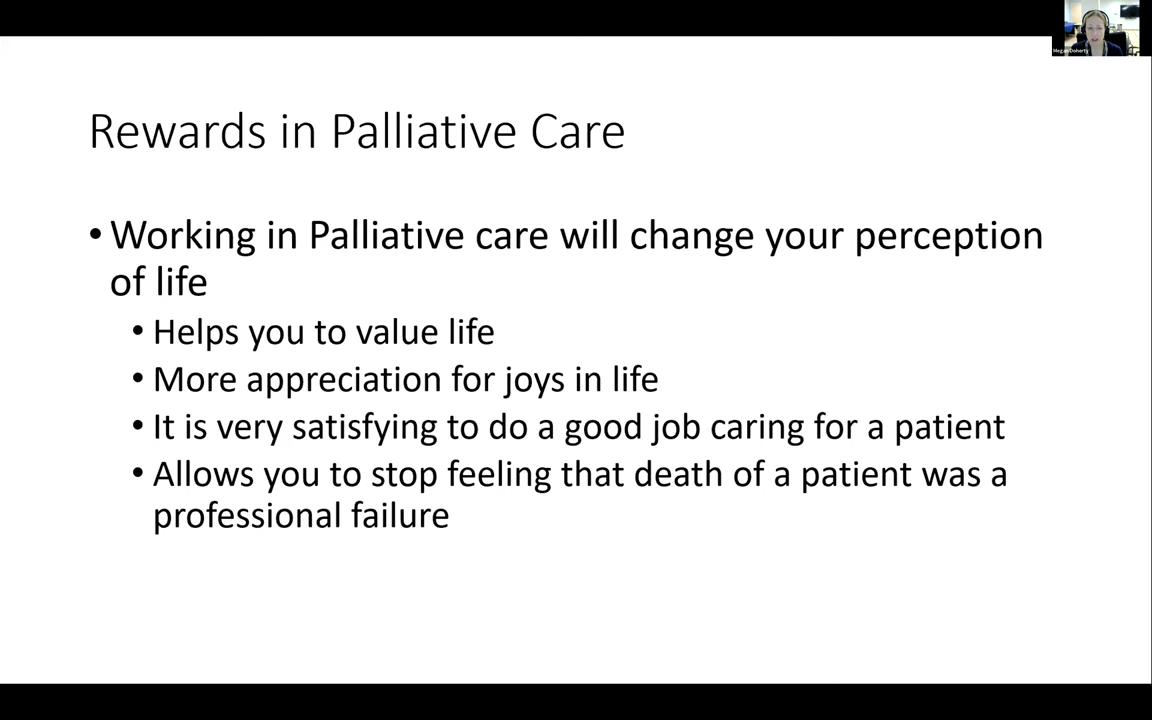 Megan Doherty
Rewards in Palliative Care
• Working in Palliative care will change your perception
of life
• Helps you to value life
• More appreciation for joys in life
• It is very satisfying to do a good job caring for a patient
• Allows you to stop feeling that death of a patient was a
professional failure